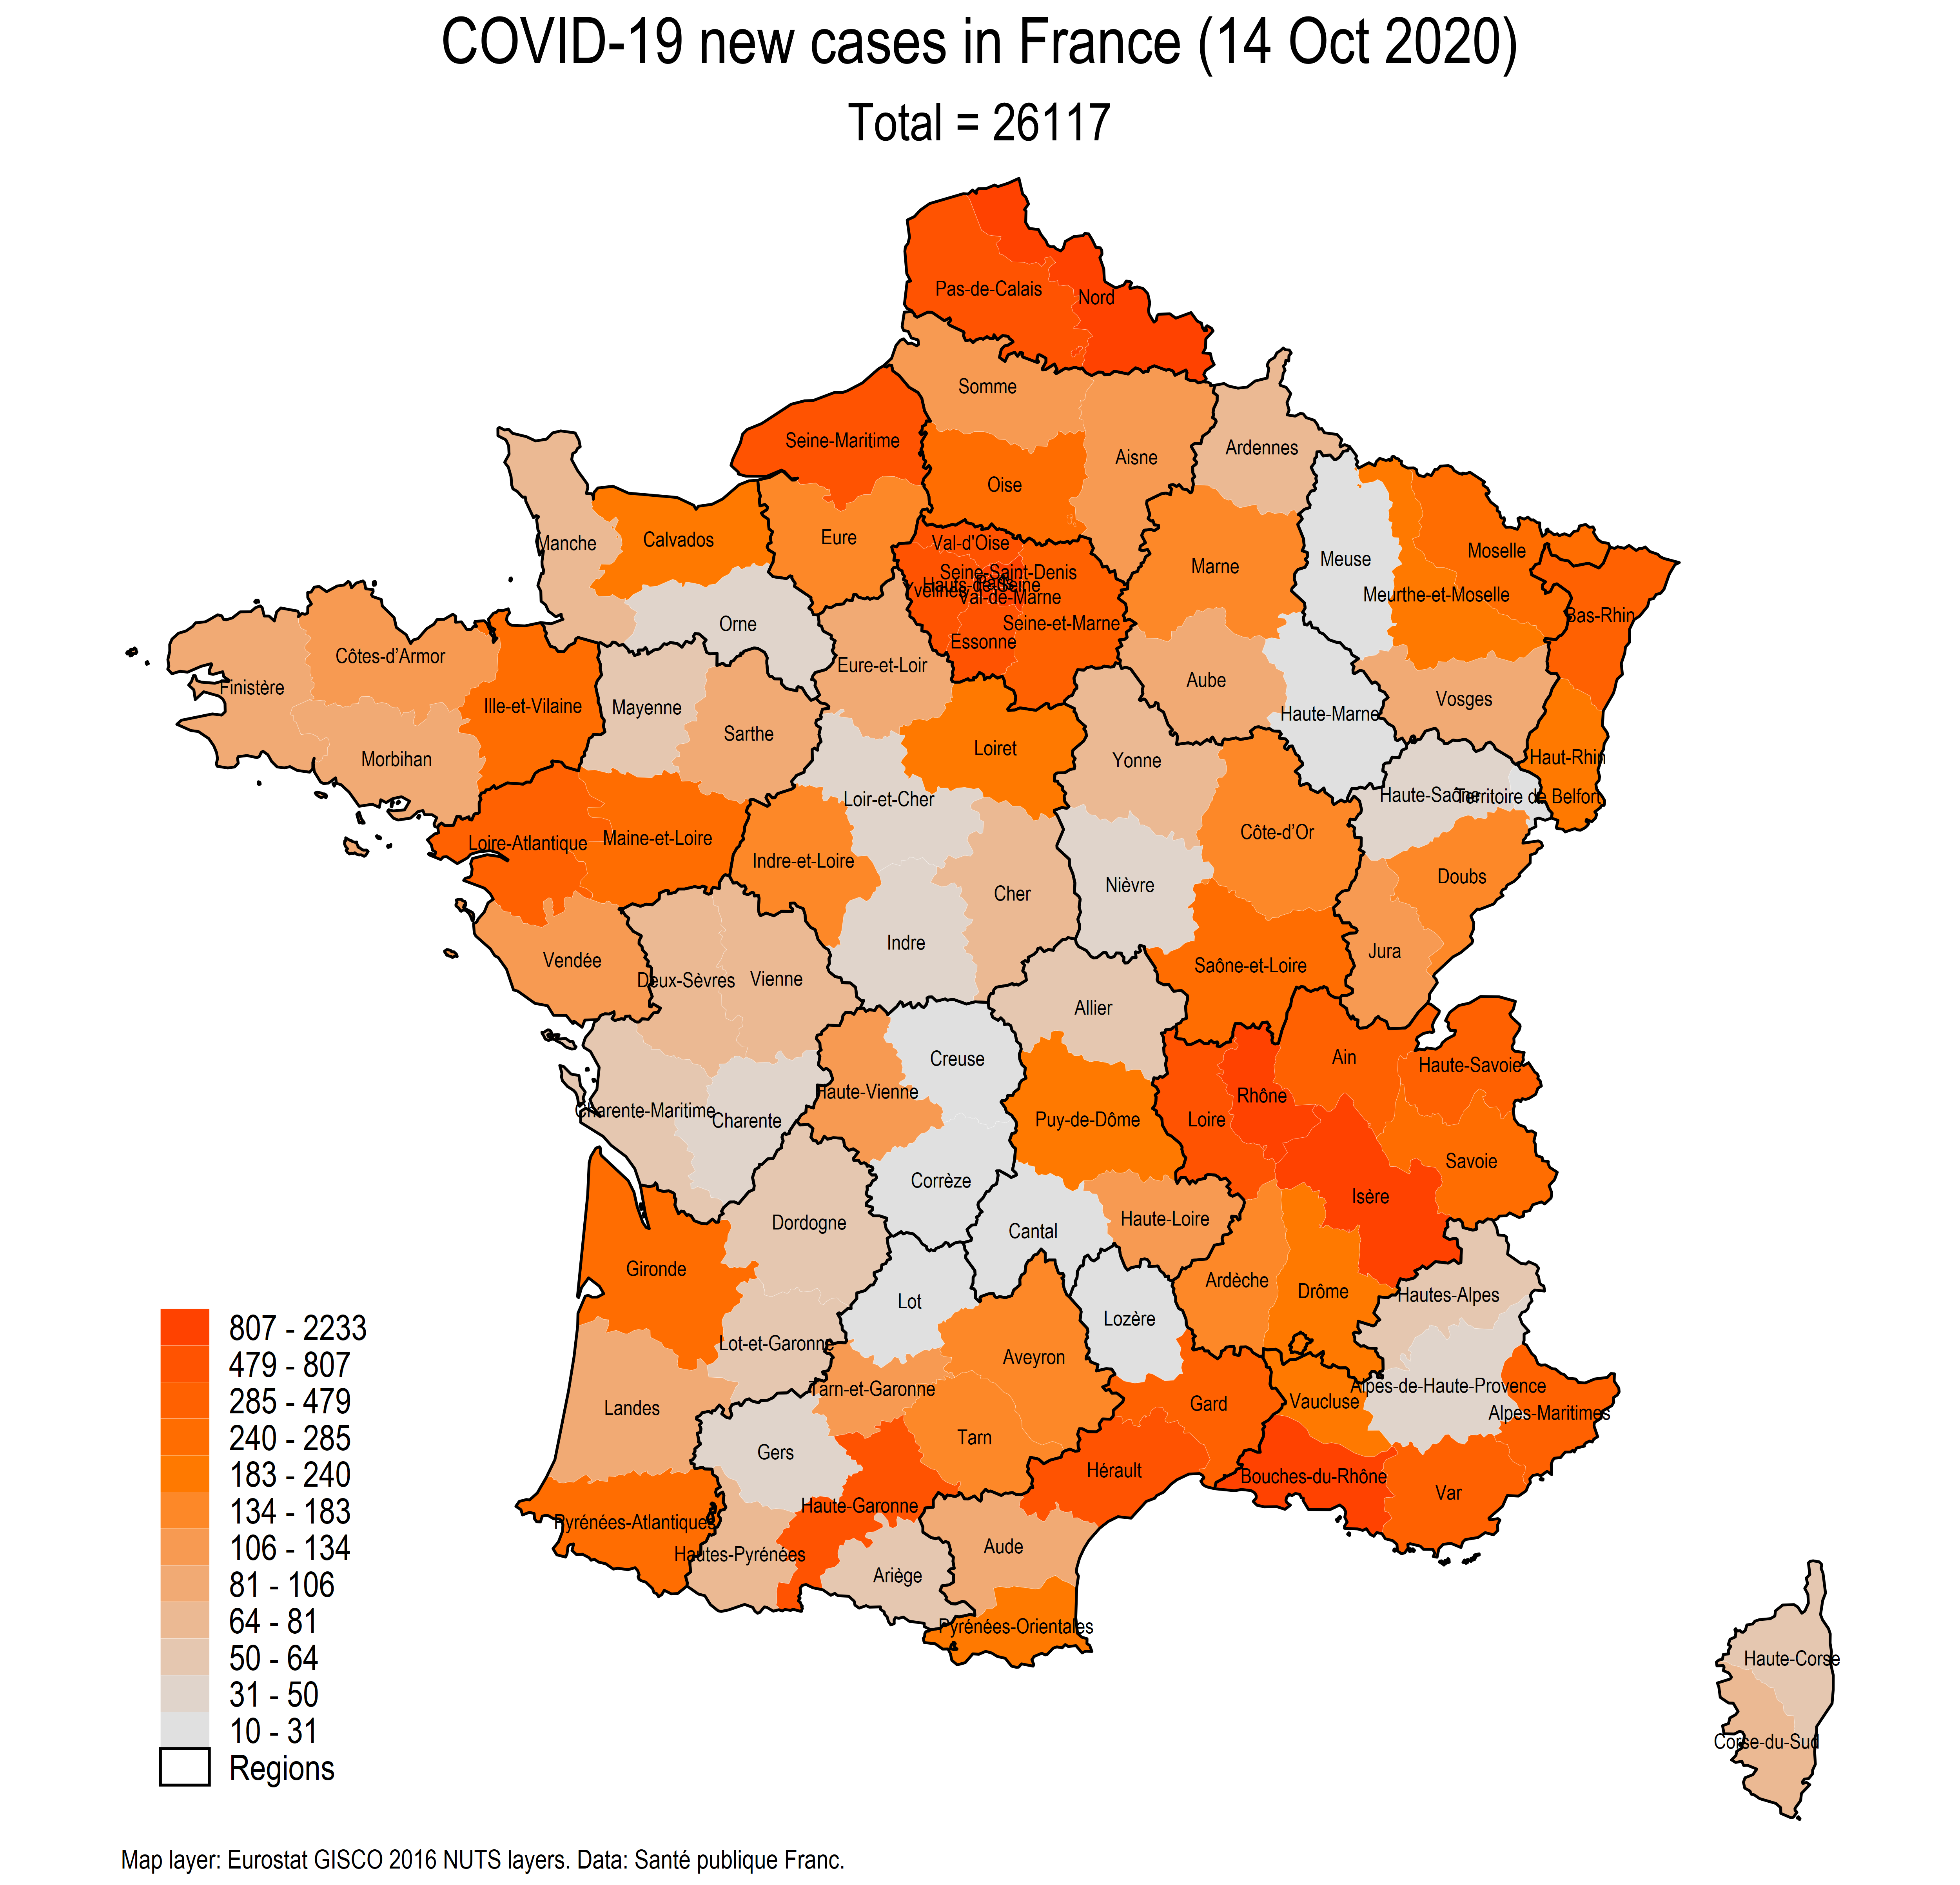 COVID-19 new cases in France (14 Oct 2020)
Total = 26117
Pas-de-Calais
Nord
Somme
Seine-Maritime
Ardennes
Aisne
Oise
Eure
Calvados
Manche
Val-d'Oise
Moselle
Meuse
Marne
Seine-Saint-Denis
Paris
Hauts-de-Seine
Yvelines
Val-de-Marne
Meurthe-et-Moselle
Bas-Rhin
Orne
Seine-et-Marne
Essonne
Côtes-d’Armor
Eure-et-Loir
Aube
Finistère
Vosges
Ille-et-Vilaine
Mayenne
Haute-Marne
Sarthe
Loiret
Morbihan
Yonne
Haut-Rhin
Loir-et-Cher
Haute-Saône
Territoire de Belfort
Côte-d’Or
Maine-et-Loire
Loire-Atlantique
Indre-et-Loire
Doubs
Nièvre
Cher
Indre
Jura
Vendée
Saône-et-Loire
Deux-Sèvres
Vienne
Allier
Creuse
Ain
Haute-Savoie
Haute-Vienne
Rhône
Charente-Maritime
Charente
Puy-de-Dôme
Loire
Savoie
Corrèze
Isère
Dordogne
Haute-Loire
Cantal
Gironde
Ardèche
Drôme
Hautes-Alpes
Lot
Lozère
Lot-et-Garonne
Aveyron
Tarn-et-Garonne
Alpes-de-Haute-Provence
Vaucluse
Gard
Landes
Alpes-Maritimes
Tarn
Gers
Hérault
Bouches-du-Rhône
Var
Haute-Garonne
Pyrénées-Atlantiques
Aude
Hautes-Pyrénées
Ariège
Pyrénées-Orientales
Haute-Corse
Corse-du-Sud
807 - 2233
479 - 807
285 - 479
240 - 285
183 - 240
134 - 183
106 - 134
81 - 106
64 - 81
50 - 64
31 - 50
10 - 31
Regions
Map layer: Eurostat GISCO 2016 NUTS layers. Data: Santé publique Franc.